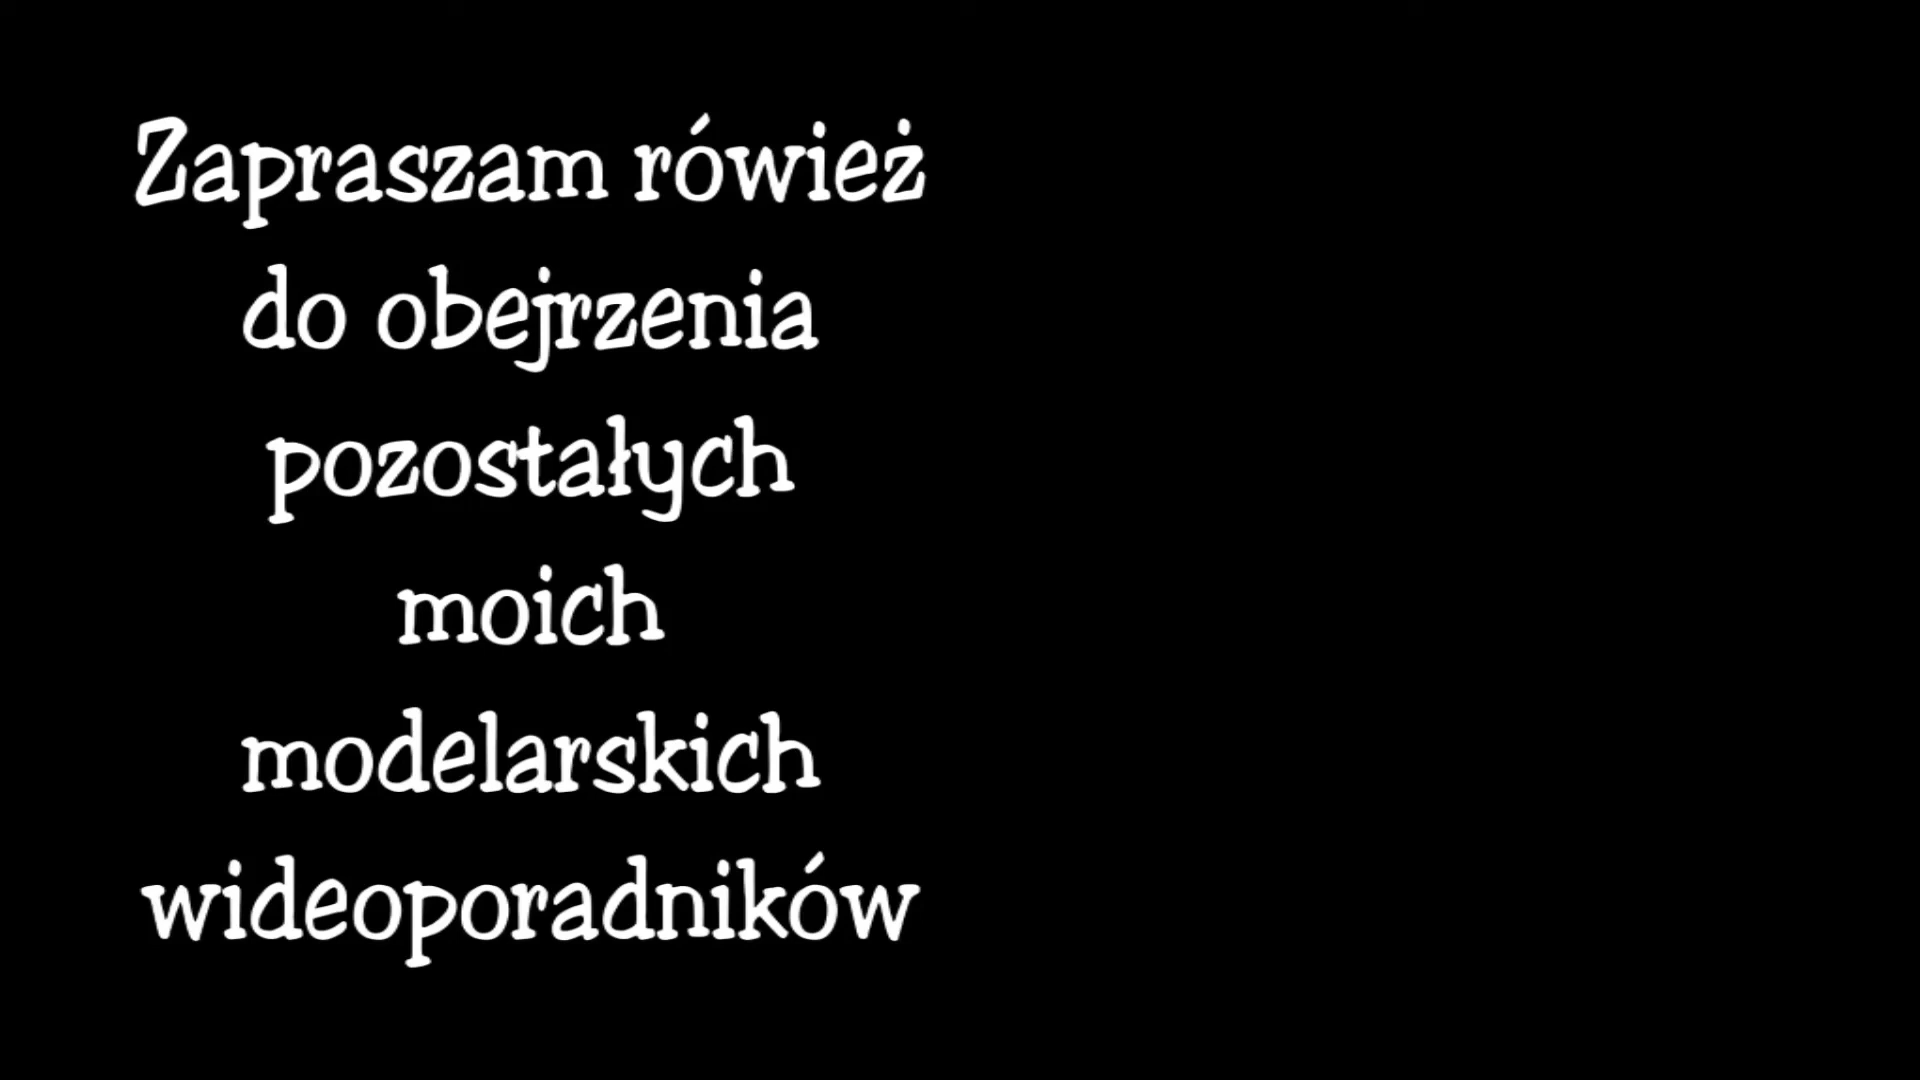 Zapraszam rówież
do obejrzenia
pozostałych
moich
modelarskich
wideoporadników